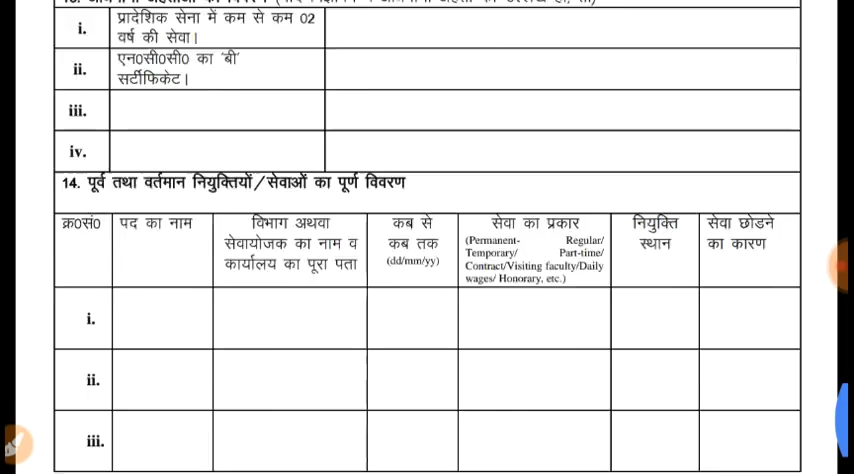 i. प्रादेशिक सेना में कम से कम 02
वर्ष की सेवा।
ii. एन0सी0सी0 का 'बी'
सर्टीफिकेट।
iii.
iv.
14. पूर्व तथा वर्तमान नियुक्तियों/सेवाओं का पूर्ण विवरण
क्र0सं0 पद का नाम विभाग अथवा कब से सेवा का प्रकार नियुक्ति सेवा छोडने
सेवायोजक का नाम व कब तक (Permanent- Regular/ स्थान का कारण
कार्यालय का पूरा पता (dd/mm/yy) Temporary/ Part-time/
Contract/Visiting faculty/Daily
wages/ Honorary, etc.)
i.
ii.
iii.